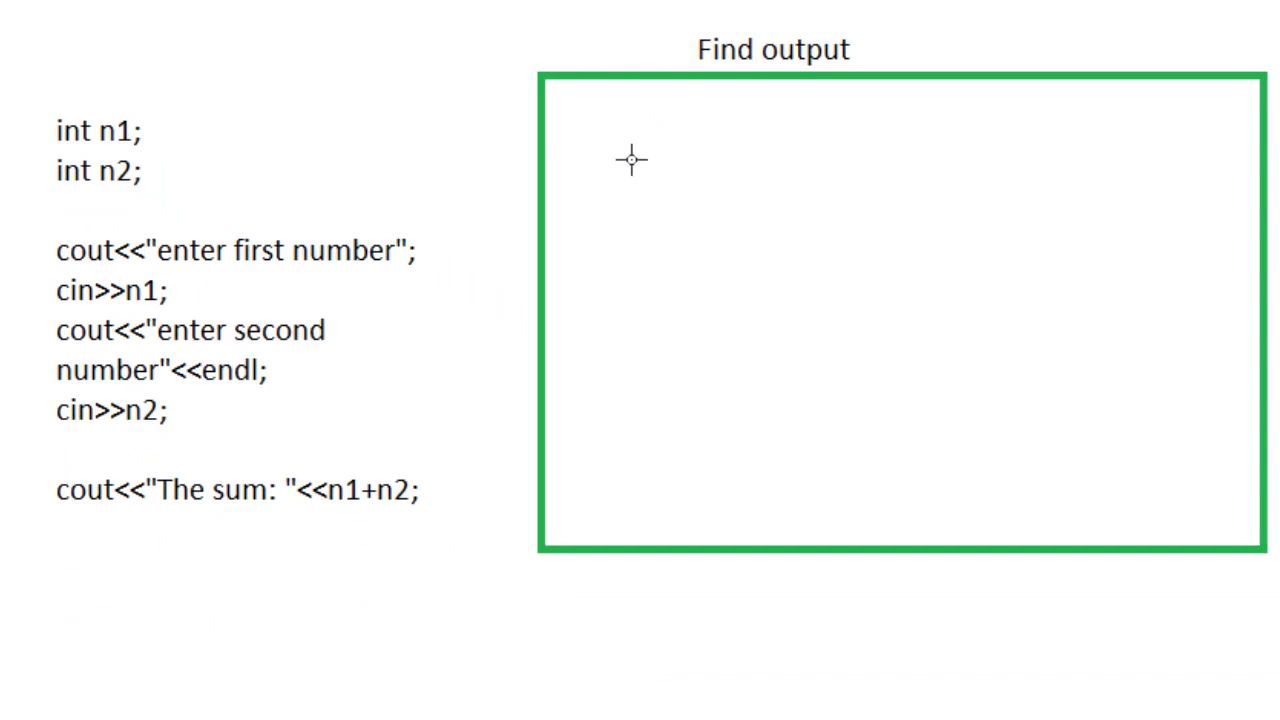 Find output
int n1;
int n2;
cout<<"enter first number";
cin>>n1;
cout<<"enter second
number"<<endl;
cin>>n2;
cout<<"The sum: "<<n1+n2;